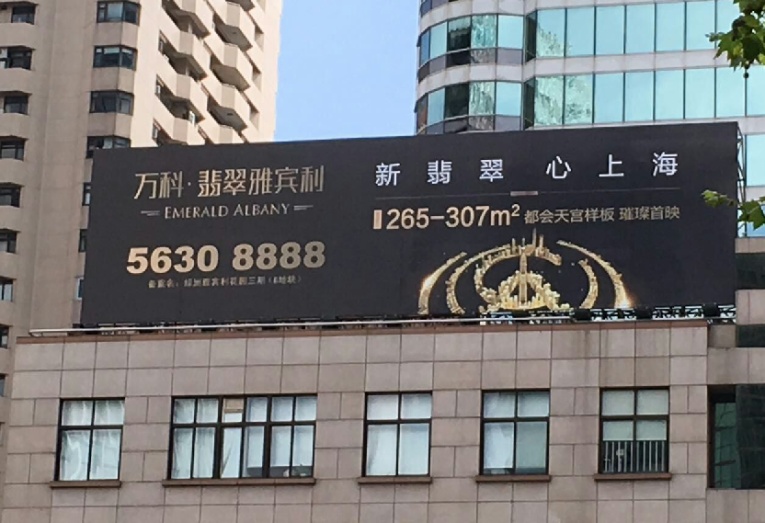 万科·翡翠雅宾利
EMERALD ALBANY
5630 8888
新 翡 翠 心 上 海
265-307m² 都会天宫样板 璀璨首映